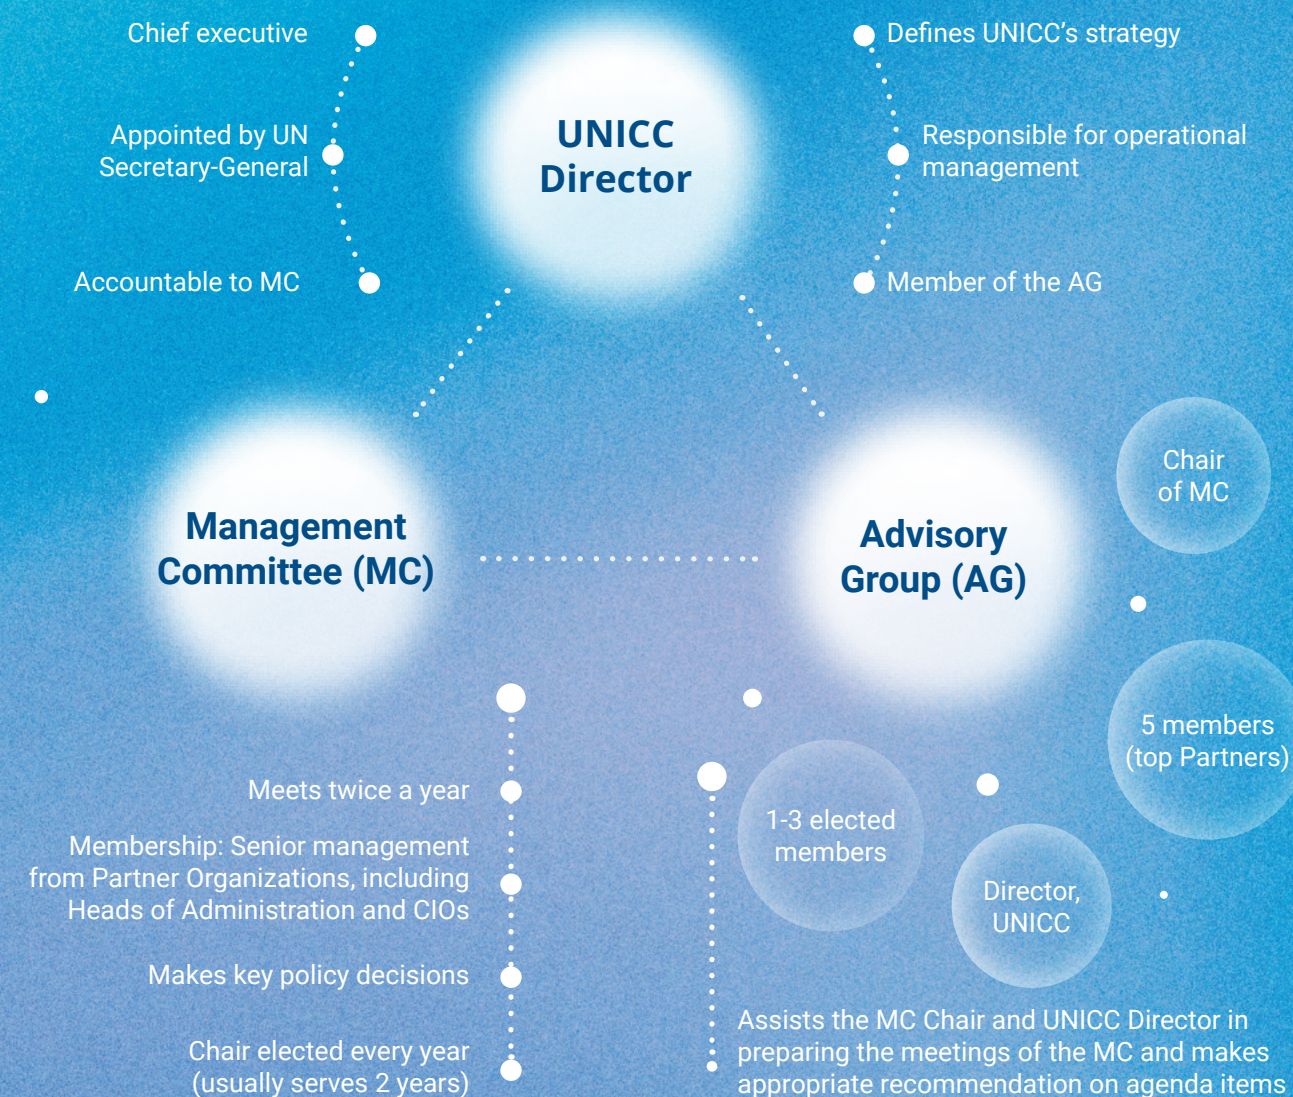 Chief executive
Appointed by UN
Secretary-General
Accountable to MC
UNICC
Director
Defines UNICC’s strategy
Responsible for operational
management
Member of the AG
Management
Committee (MC)
Meets twice a year
Membership: Senior management
from Partner Organizations, including
Heads of Administration and CIOs
Makes key policy decisions
Chair elected every year
(usually serves 2 years)
Advisory
Group (AG)
Chair
of MC
5 members
(top Partners)
1-3 elected
members
Director,
UNICC
Assists the MC Chair and UNICC Director in
preparing the meetings of the MC and makes
appropriate recommendation on agenda items